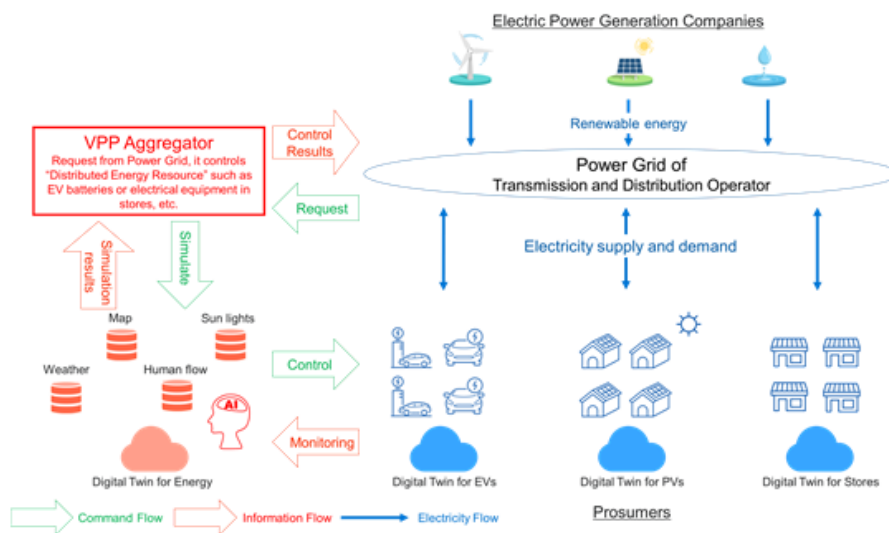 Electric Power Generation Companies
VPP Aggregator
Request from Power Grid, it controls
“Distributed Energy Resource” such as
EV batteries or electrical equipment in
stores, etc.
Control
Results
Renewable energy
Power Grid of
Transmission and Distribution Operator
Request
Simulation
results
Simulate
Electricity supply and demand
Map
Sun lights
Weather
Human flow
Control
AI
Monitoring
Digital Twin for Energy
Digital Twin for EVs
Digital Twin for PVs
Digital Twin for Stores
Command Flow
Information Flow
Electricity Flow
Prosumers